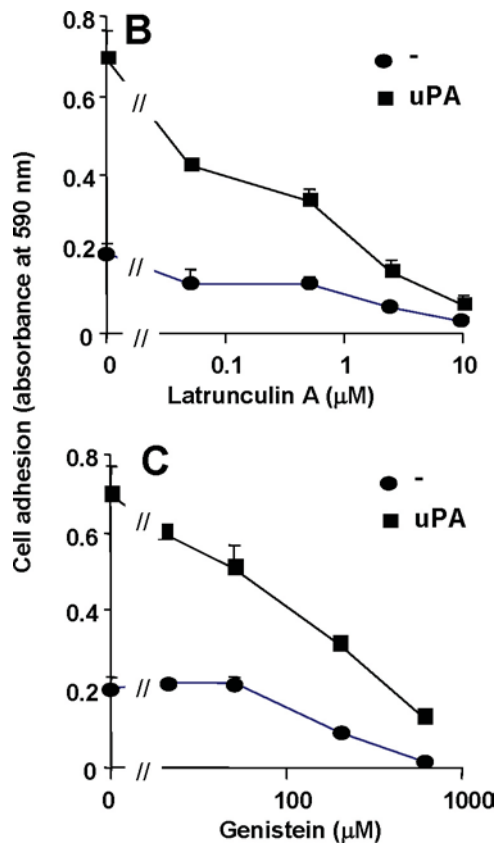 B
-
uPA
0.8
0.6
0.4
0.2
0
//
//
//
0 0.1 1 10
Latrunculin A (μM)
Cell adhesion (absorbance at 590 nm)
C
-
uPA
0.8
0.6
0.4
0.2
0
//
//
//
0 100 1000
Genistein (μM)